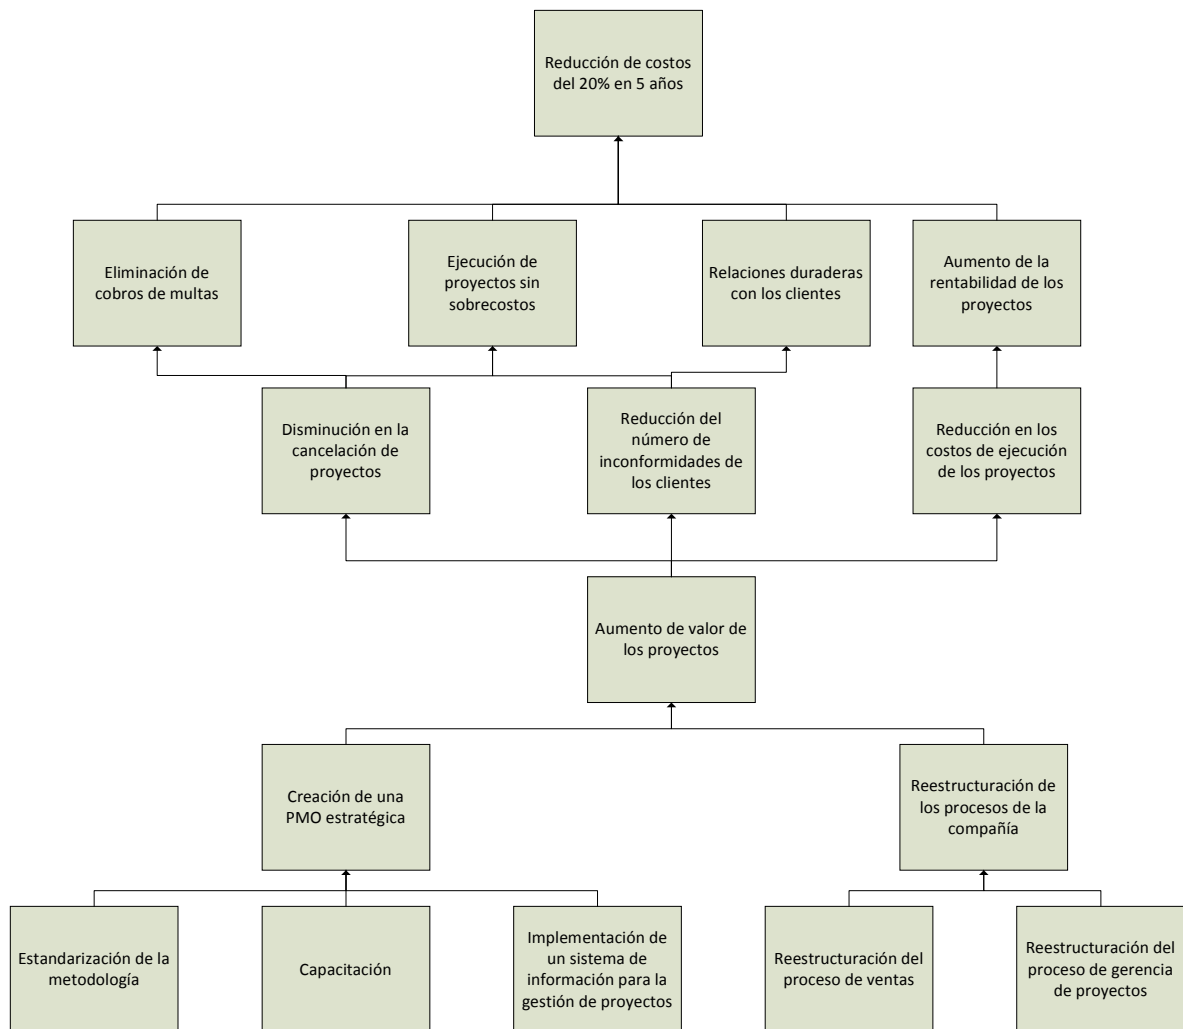 Reducción de costos
del 20% en 5 años
Eliminación de
cobros de multas
Ejecución de
proyectos sin
sobrecostos
Relaciones duraderas
con los clientes
Aumento de la
rentabilidad de los
proyectos
Disminución en la
cancelación de
proyectos
Reducción del
número de
inconformidades de
los clientes
Reducción en los
costos de ejecución
de los proyectos
Aumento de valor de
los proyectos
Creación de una
PMO estratégica
Reestructuración de
los procesos de la
compañía
Estandarización de la
metodología
Capacitación
Implementación de
un sistema de
información para la
gestión de proyectos
Reestructuración del
proceso de ventas
Reestructuración del
proceso de gerencia
de proyectos